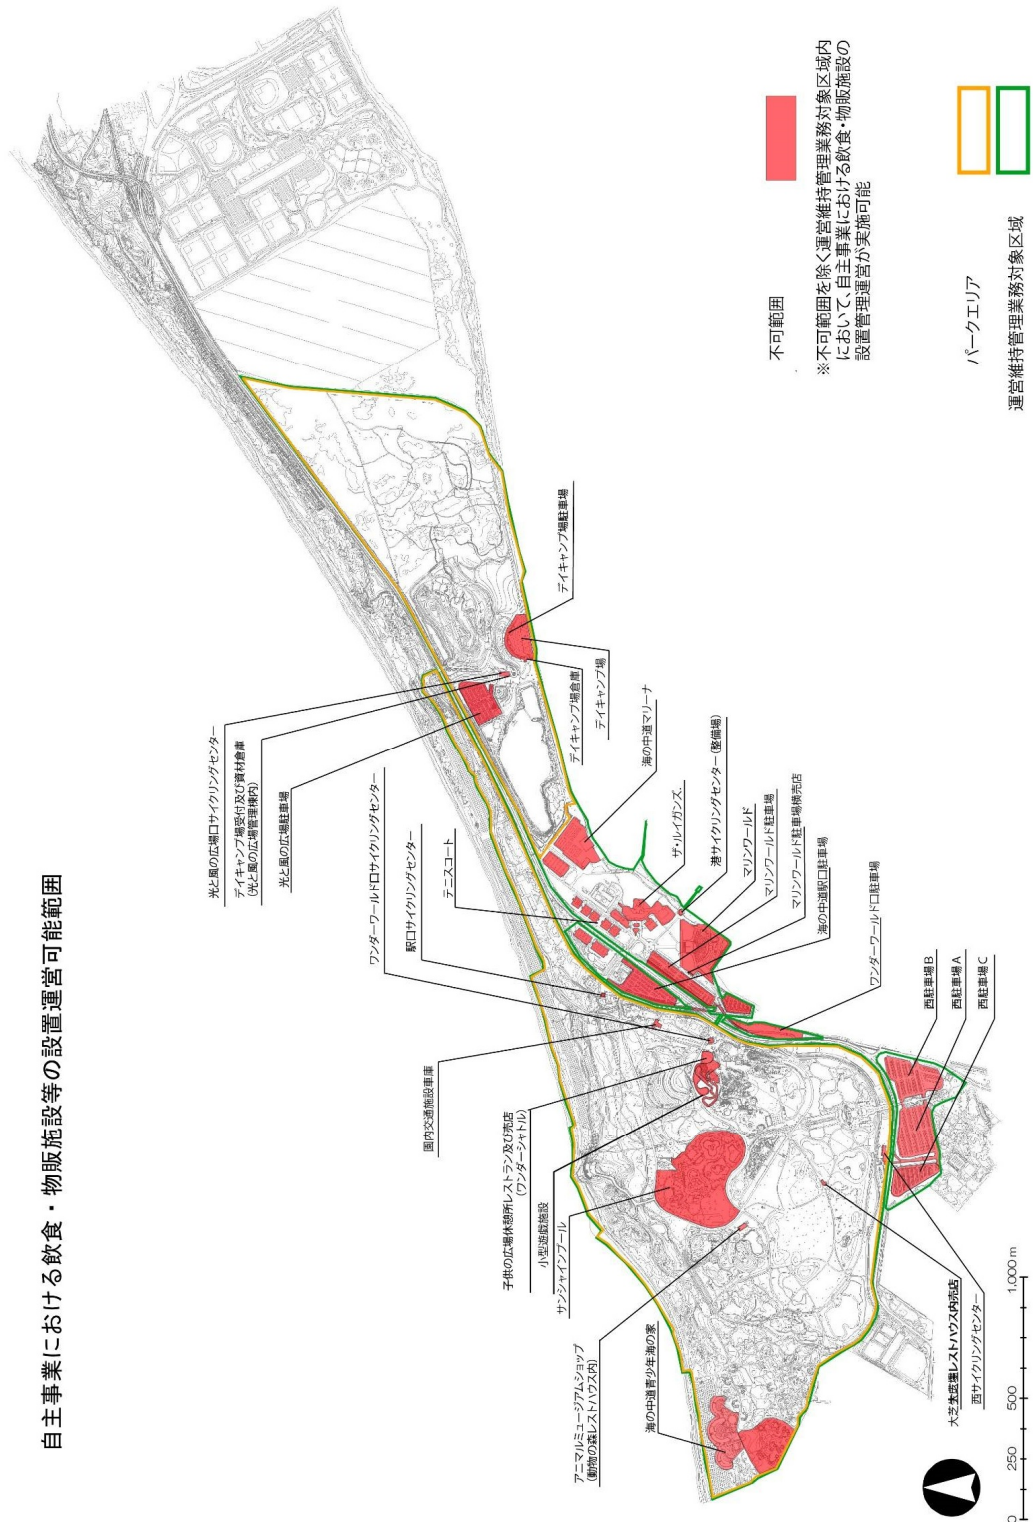 自主事業における飲食・物販施設等の設置運営可能範囲
光と風の広場口サイクリングセンター
デイキャンプ場受付及び資材倉庫
(光と風の広場管理棟内)
光と風の広場駐車場
ワンダーワールド口サイクリングセンター
駅口サイクリングセンター
テニスコート
園内交通施設車庫
子供の広場休憩所レストラン及び売店
(ワンダーシャトル)
小型遊戯施設
サンシャインプール
アニマルミュージアムショップ
(動物の森レストハウス内)
海の中道青少年海の家
デイキャンプ場駐車場
デイキャンプ場
デイキャンプ場倉庫
海の中道マリーナ
ザ・ルイガンズ.
港サイクリングセンター(整備場)
マリンワールド
マリンワールド駐車場
マリンワールド駐車場横売店
海の中道駅口駐車場
ワンダーワールド口駐車場
西駐車場B
西駐車場A
西駐車場C
レストハウス内売店
西サイクリングセンター
不可範囲
※不可範囲を除く運営維持管理業務対象区域内
において、自主事業における飲食・物販施設の
設置管理運営が実施可能
パークエリア
運営維持管理業務対象区域
0 250 500 1,000 m